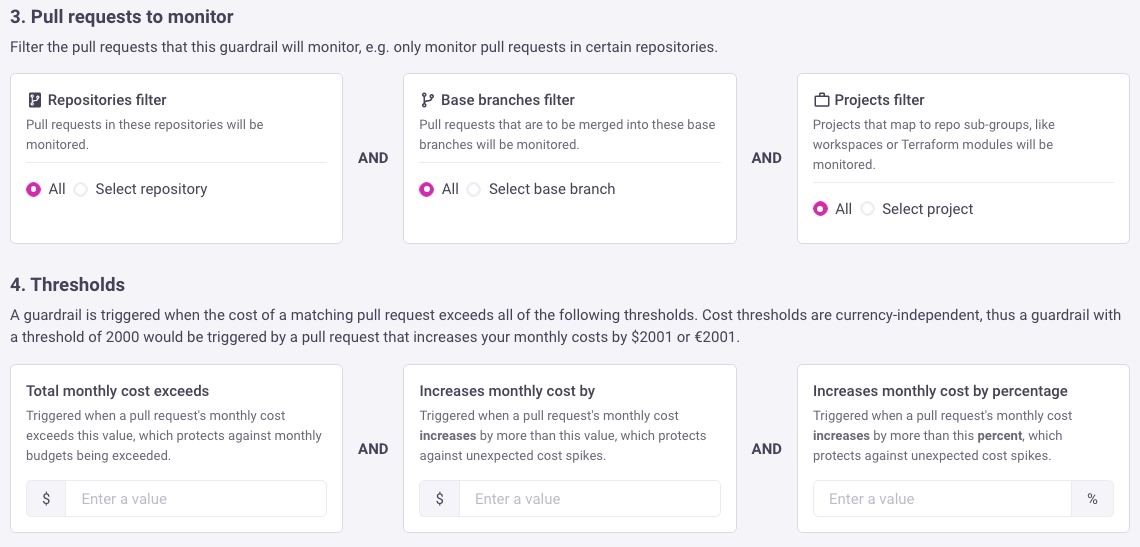 3. Pull requests to monitor
Filter the pull requests that this guardrail will monitor, e.g. only monitor pull requests in certain repositories.
Repositories filter
Pull requests in these repositories will be
monitored.
All Select repository
AND
Base branches filter
Pull requests that are to be merged into these base
branches will be monitored.
All Select base branch
AND
Projects filter
Projects that map to repo sub-groups, like
workspaces or Terraform modules will be
monitored.
All Select project
4. Thresholds
A guardrail is triggered when the cost of a matching pull request exceeds all of the following thresholds. Cost thresholds are currency-independent, thus a guardrail with
a threshold of 2000 would be triggered by a pull request that increases your monthly costs by $2001 or €2001.
Total monthly cost exceeds
Triggered when a pull request's monthly cost
exceeds this value, which protects against monthly
budgets being exceeded.
$ Enter a value
AND
Increases monthly cost by
Triggered when a pull request's monthly cost
increases by more than this value, which protects
against unexpected cost spikes.
$ Enter a value
AND
Increases monthly cost by percentage
Triggered when a pull request's monthly cost
increases by more than this percent, which
protects against unexpected cost spikes.
Enter a value %